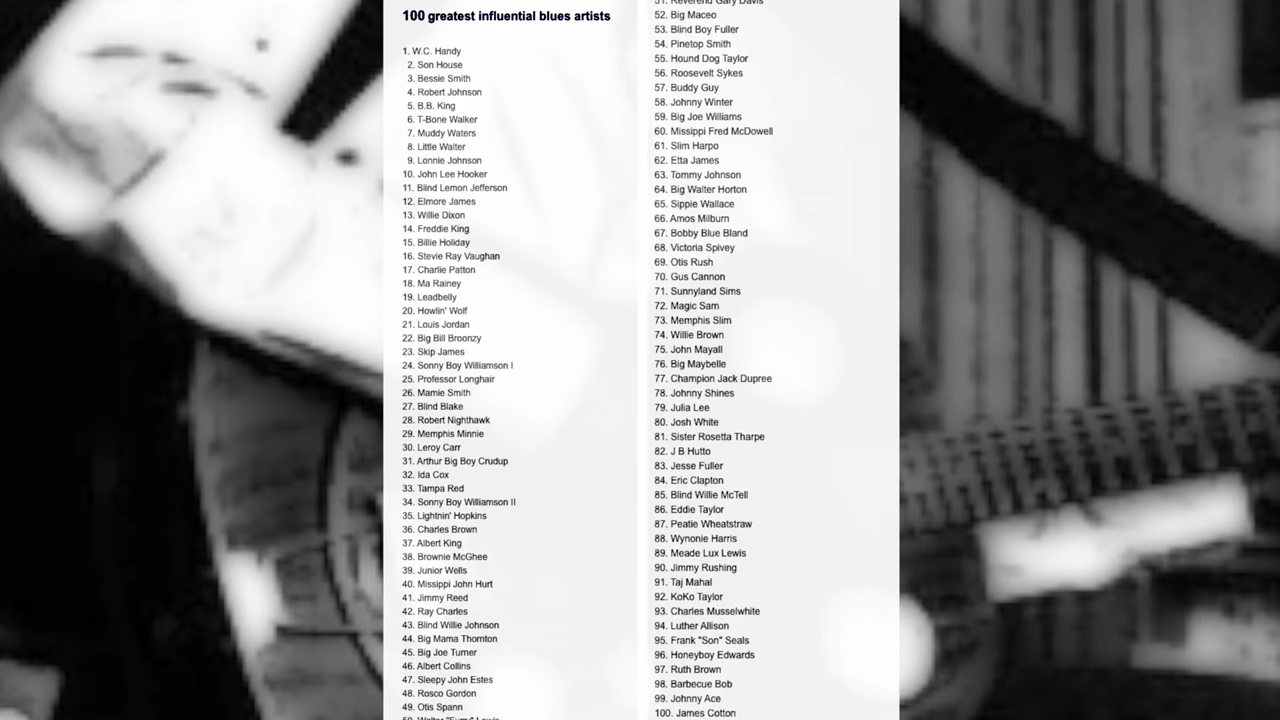 100 greatest influential blues artists
1. W.C. Handy
2. Son House
3. Bessie Smith
4. Robert Johnson
5. B.B. King
6. T-Bone Walker
7. Muddy Waters
8. Little Walter
9. Lonnie Johnson
10. John Lee Hooker
11. Blind Lemon Jefferson
12. Elmore James
13. Willie Dixon
14. Freddie King
15. Billie Holiday
16. Stevie Ray Vaughan
17. Charlie Patton
18. Ma Rainey
19. Leadbelly
20. Howlin' Wolf
21. Louis Jordan
22. Big Bill Broonzy
23. Skip James
24. Sonny Boy Williamson I
25. Professor Longhair
26. Mamie Smith
27. Blind Blake
28. Robert Nighthawk
29. Memphis Minnie
30. Leroy Carr
31. Arthur Big Boy Crudup
32. Ida Cox
33. Tampa Red
34. Sonny Boy Williamson II
35. Lightnin' Hopkins
36. Charles Brown
37. Albert King
38. Brownie McGhee
39. Junior Wells
40. Missippi John Hurt
41. Jimmy Reed
42. Ray Charles
43. Blind Willie Johnson
44. Big Mama Thornton
45. Big Joe Turner
46. Albert Collins
47. Sleepy John Estes
48. Rosco Gordon
49. Otis Spann
50. Walter "Furry" Lewis
51. Reverend Gary Davis
52. Big Maceo
53. Blind Boy Fuller
54. Pinetop Smith
55. Hound Dog Taylor
56. Roosevelt Sykes
57. Buddy Guy
58. Johnny Winter
59. Big Joe Williams
60. Missippi Fred McDowell
61. Slim Harpo
62. Etta James
63. Tommy Johnson
64. Big Walter Horton
65. Sippie Wallace
66. Amos Milburn
67. Bobby Blue Bland
68. Victoria Spivey
69. Otis Rush
70. Gus Cannon
71. Sunnyland Sims
72. Magic Sam
73. Memphis Slim
74. Willie Brown
75. John Mayall
76. Big Maybelle
77. Champion Jack Dupree
78. Johnny Shines
79. Julia Lee
80. Josh White
81. Sister Rosetta Tharpe
82. J B Hutto
83. Jesse Fuller
84. Eric Clapton
85. Blind Willie McTell
86. Eddie Taylor
87. Peatie Wheatstraw
88. Wynonie Harris
89. Meade Lux Lewis
90. Jimmy Rushing
91. Taj Mahal
92. KoKo Taylor
93. Charles Musselwhite
94. Luther Allison
95. Frank "Son" Seals
96. Honeyboy Edwards
97. Ruth Brown
98. Barbecue Bob
99. Johnny Ace
100. James Cotton